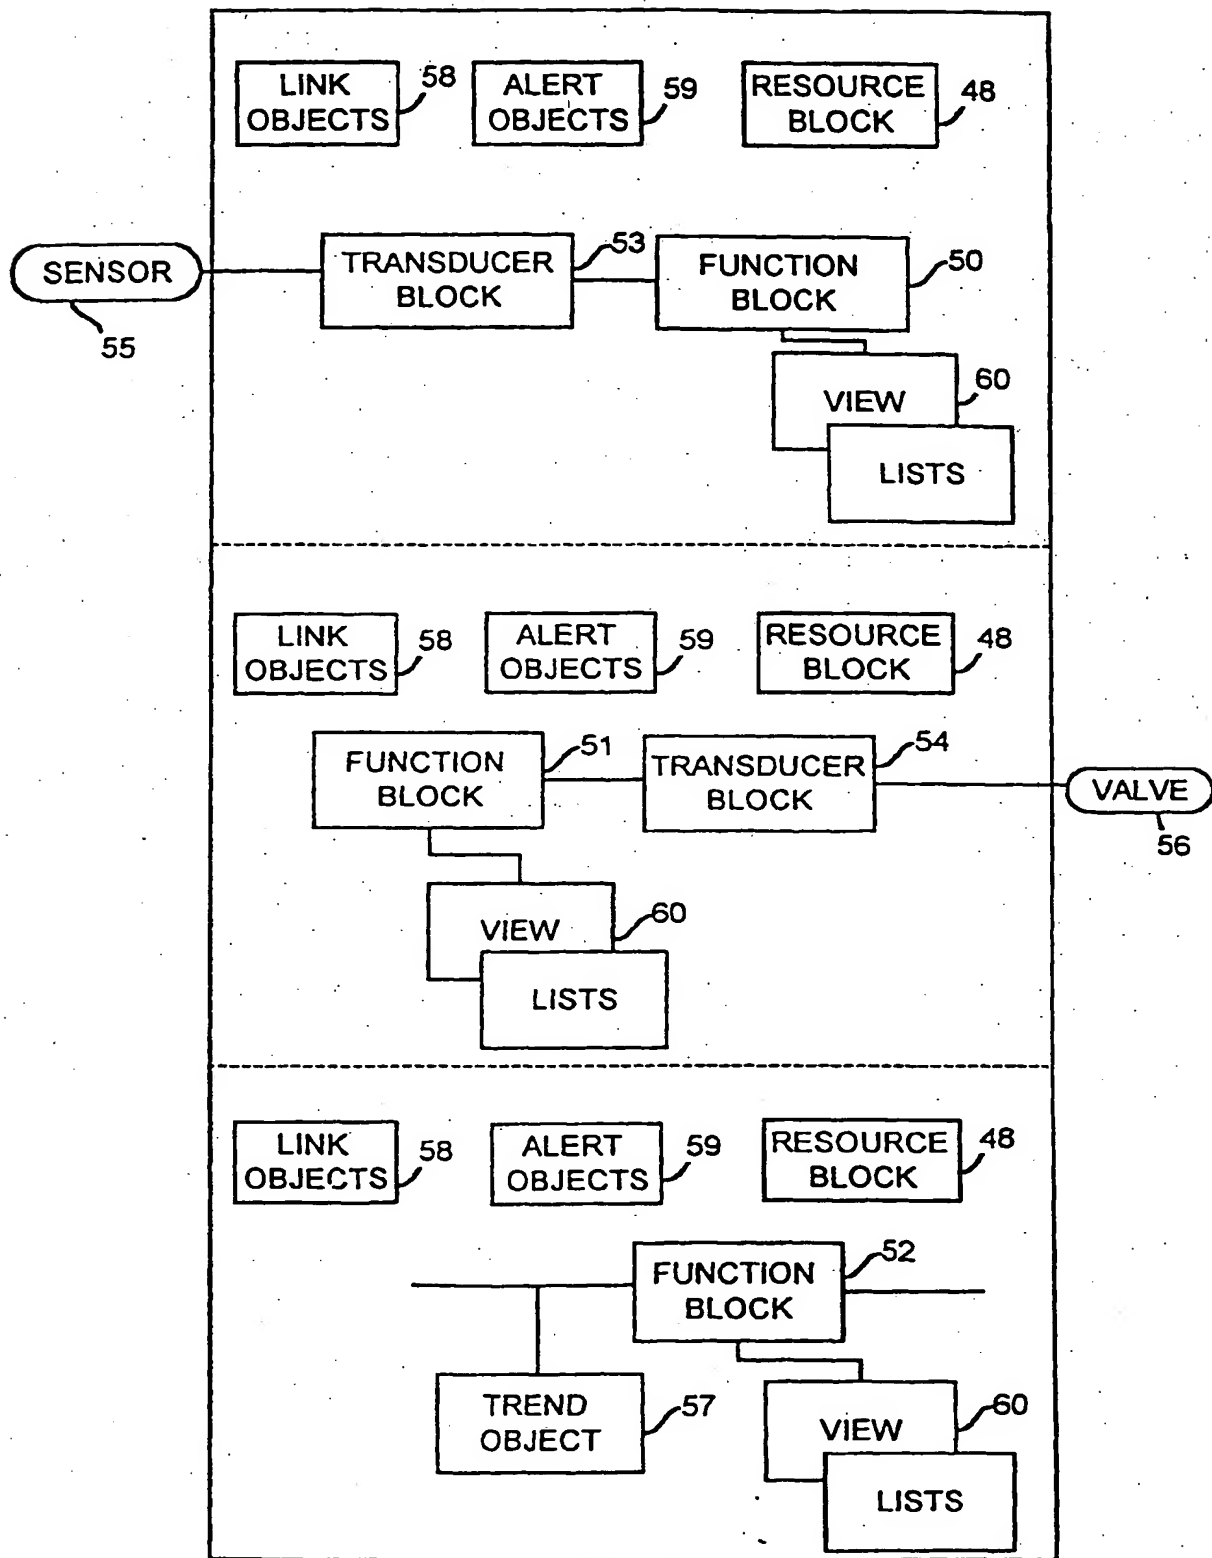 LINK
OBJECTS
58
ALERT
OBJECTS
59
RESOURCE
BLOCK
48
SENSOR
55
TRANSDUCER
BLOCK
53
FUNCTION
BLOCK
50
VIEW
60
LISTS
LINK
OBJECTS
58
ALERT
OBJECTS
59
RESOURCE
BLOCK
48
FUNCTION
BLOCK
51
TRANSDUCER
BLOCK
54
VALVE
56
VIEW
60
LISTS
LINK
OBJECTS
58
ALERT
OBJECTS
59
RESOURCE
BLOCK
48
FUNCTION
BLOCK
52
TREND
OBJECT
57
VIEW
60
LISTS